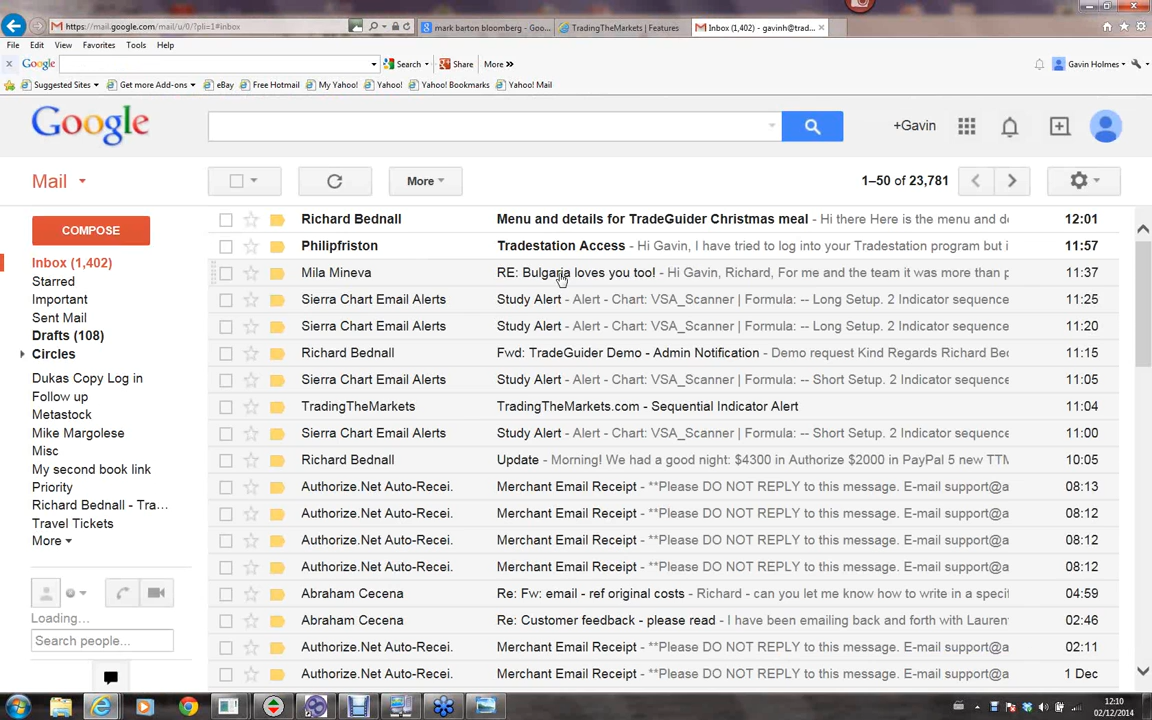 https://mail.google.com/mail/u/0/?pli=1#inbox
mark barton bloomberg - Goo...
TradingTheMarkets | Features
Inbox (1,402) - gavinh@trad...
File Edit View Favorites Tools Help
Google Search Share More »
Gavin Holmes
Suggested Sites Get more Add-ons eBay Free Hotmail My Yahoo! Yahoo! Yahoo! Bookmarks Yahoo! Mail
Google
+Gavin
Mail
More
1–50 of 23,781
COMPOSE
Inbox (1,402)
Starred
Important
Sent Mail
Drafts (108)
Circles
Dukas Copy Log in
Follow up
Metastock
Mike Margolese
Misc
My second book link
Priority
Richard Bednall - Tra...
Travel Tickets
More
Loading...
Search people...
Richard Bednall Menu and details for TradeGuider Christmas meal - Hi there Here is the menu and de 12:01
Philipfriston Tradestation Access - Hi Gavin, I have tried to log into your Tradestation program but i 11:57
Mila Mineva RE: Bulgaria loves you too! - Hi Gavin, Richard, For me and the team it was more than p 11:37
Sierra Chart Email Alerts Study Alert - Alert - Chart: VSA_Scanner | Formula: -- Long Setup. 2 Indicator sequence 11:25
Sierra Chart Email Alerts Study Alert - Alert - Chart: VSA_Scanner | Formula: -- Long Setup. 2 Indicator sequence 11:20
Richard Bednall Fwd: TradeGuider Demo - Admin Notification - Demo request Kind Regards Richard Bec 11:15
Sierra Chart Email Alerts Study Alert - Alert - Chart: VSA_Scanner | Formula: -- Short Setup. 2 Indicator sequence 11:05
TradingTheMarkets TradingTheMarkets.com - Sequential Indicator Alert 11:04
Sierra Chart Email Alerts Study Alert - Alert - Chart: VSA_Scanner | Formula: -- Short Setup. 2 Indicator sequence 11:00
Richard Bednall Update - Morning! We had a good night: $4300 in Authorize $2000 in PayPal 5 new TTM 10:05
Authorize.Net Auto-Recei. Merchant Email Receipt - **Please DO NOT REPLY to this message. E-mail support@a 08:13
Authorize.Net Auto-Recei. Merchant Email Receipt - **Please DO NOT REPLY to this message. E-mail support@a 08:12
Authorize.Net Auto-Recei. Merchant Email Receipt - **Please DO NOT REPLY to this message. E-mail support@a 08:12
Authorize.Net Auto-Recei. Merchant Email Receipt - **Please DO NOT REPLY to this message. E-mail support@a 08:12
Abraham Cecena Re: Fw: email - ref original costs - Richard - can you let me know how to write in a specif 04:59
Abraham Cecena Re: Customer feedback - please read - I have been emailing back and forth with Lauren 02:46
Authorize.Net Auto-Recei. Merchant Email Receipt - **Please DO NOT REPLY to this message. E-mail support@a 02:11
Authorize.Net Auto-Recei. Merchant Email Receipt - **Please DO NOT REPLY to this message. E-mail support@a 1 Dec
12:10
02/12/2014